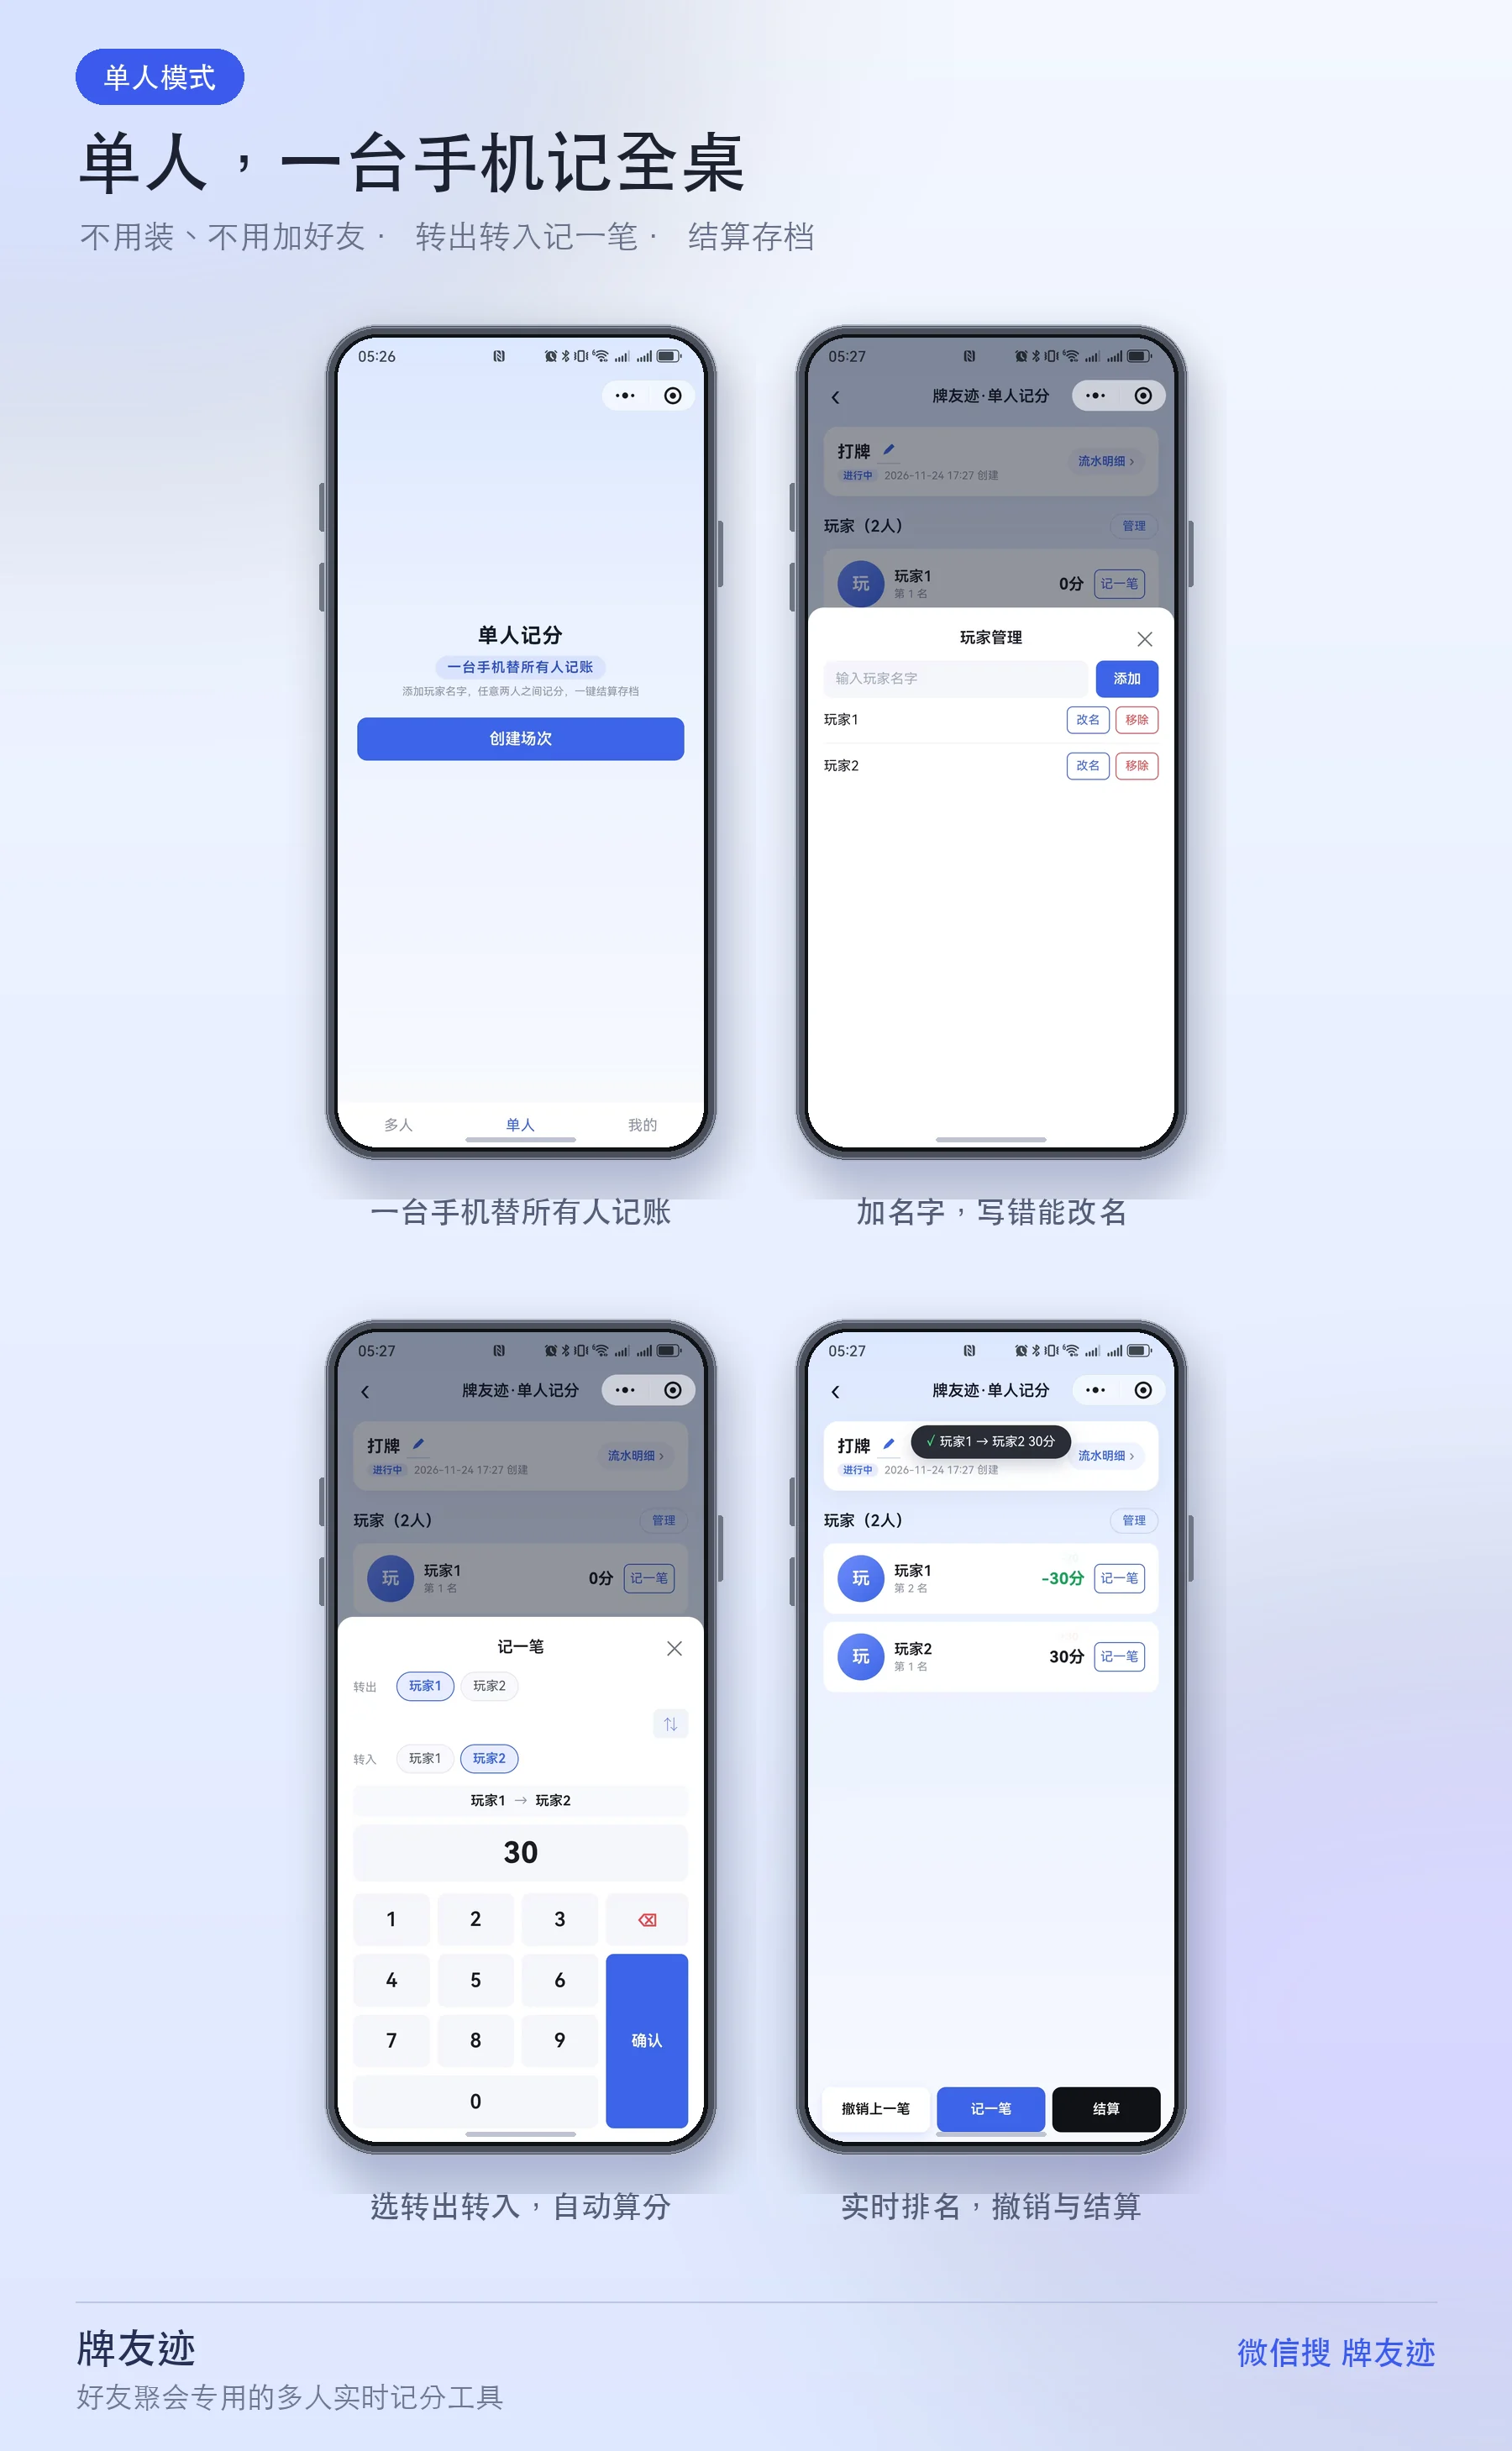 单人模式
单人，一台手机记全桌
不用装、不用加好友 · 转出转入记一笔 · 结算存档
05:26
单人记分
一台手机替所有人记账
添加玩家名字，任意两人之间记分，一键结算存档
创建场次
多人 单人 我的
一台手机替所有人记账
05:27
牌友迹·单人记分
打牌
流水明细 ›
进行中 2026-11-24 17:27 创建
玩家（2人）
管理
玩 玩家1
第 1 名
0分 记一笔
玩家管理
输入玩家名字 添加
玩家1 改名 移除
玩家2 改名 移除
加名字，写错能改名
05:27
牌友迹·单人记分
打牌
流水明细 ›
进行中 2026-11-24 17:27 创建
玩家（2人）
管理
玩 玩家1
第 1 名
0分 记一笔
记一笔
转出 玩家1 玩家2
转入 玩家1 玩家2
玩家1 → 玩家2
30
1 2 3
4 5 6
7 8 9
确认
0
选转出转入，自动算分
05:27
牌友迹·单人记分
打牌
✓ 玩家1 → 玩家2 30分
流水明细 ›
进行中 2026-11-24 17:27 创建
玩家（2人）
管理
玩 玩家1
第 2 名
-30分 记一笔
玩 玩家2
第 1 名
30分 记一笔
撤销上一笔 记一笔 结算
实时排名，撤销与结算
牌友迹
好友聚会专用的多人实时记分工具
微信搜 牌友迹